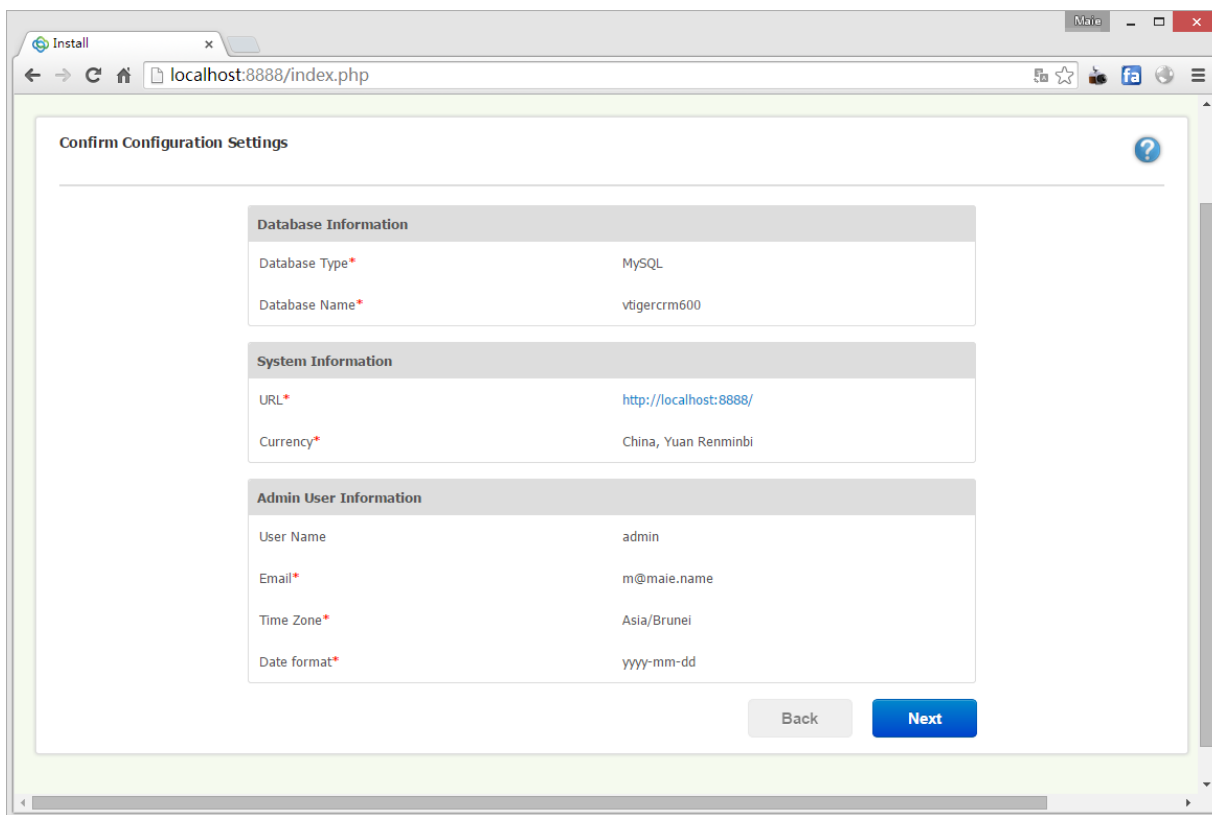 Maie
Install
localhost:8888/index.php
Confirm Configuration Settings
Database Information
Database Type* MySQL
Database Name* vtigercrm600
System Information
URL* http://localhost:8888/
Currency* China, Yuan Renminbi
Admin User Information
User Name admin
Email* m@maie.name
Time Zone* Asia/Brunei
Date format* yyyy-mm-dd
Back Next